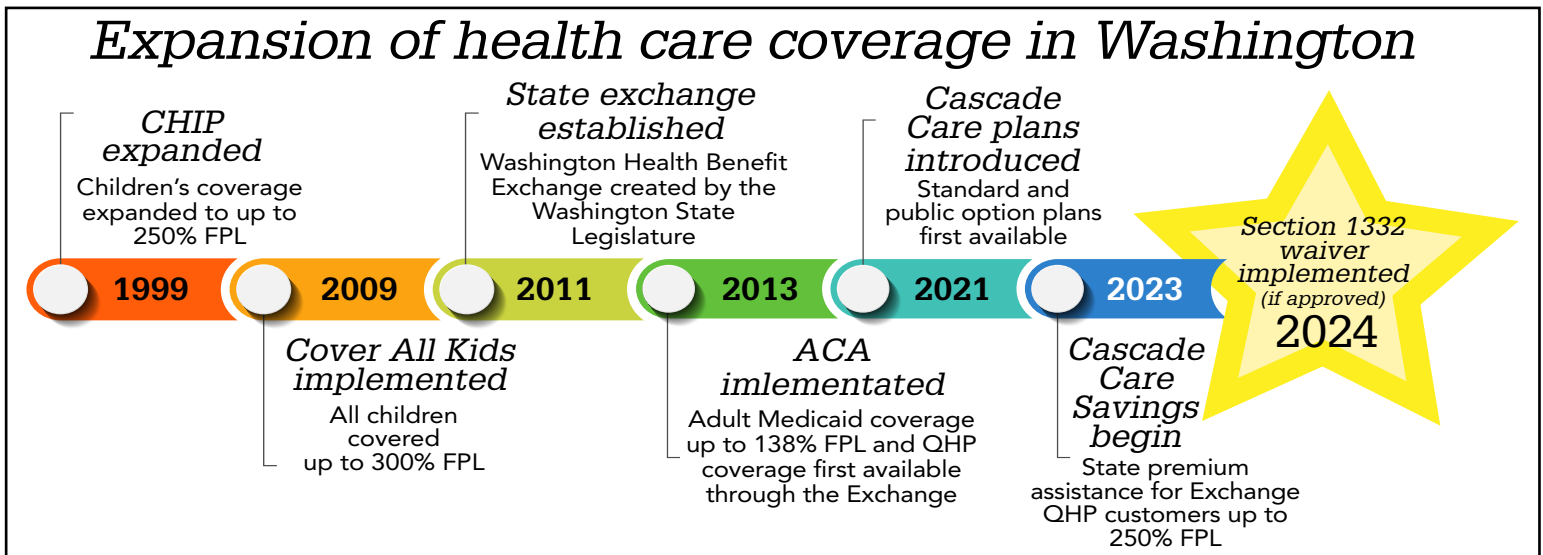 Expansion of health care coverage in Washington
CHIP
expanded
Children's coverage
expanded to up to
250% FPL
State exchange
established
Washington Health Benefit
Exchange created by the
Washington State
Legislature
Cascade
Care plans
introduced
Standard and
public option plans
first available
Section 1332
waiver
implemented
(if approved)
2024
1999
2009
2011
2013
2021
2023
Cover All Kids
implemented
All children
covered
up to 300% FPL
ACA
imlementated
Adult Medicaid coverage
up to 138% FPL and QHP
coverage first available
through the Exchange
Cascade
Care
Savings
begin
State premium
assistance for Exchange
QHP customers up to
250% FPL